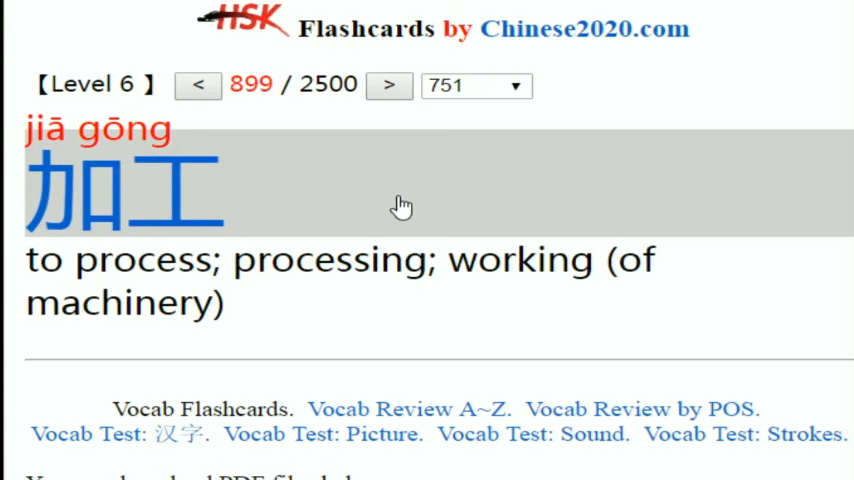 HSK Flashcards by Chinese2020.com
【Level 6 】 < 899 / 2500 > 751 ▼
jiā gōng
加工
to process; processing; working (of
machinery)
Vocab Flashcards. Vocab Review A~Z. Vocab Review by POS.
Vocab Test: 汉字. Vocab Test: Picture. Vocab Test: Sound. Vocab Test: Strokes.